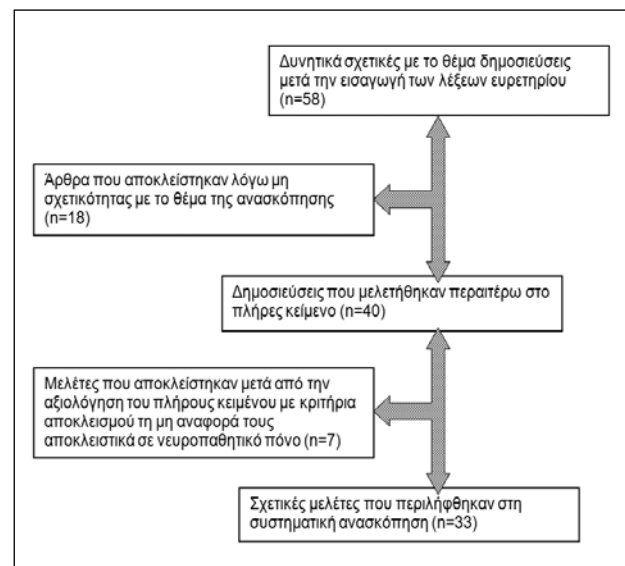 Δυνητικά σχετικές με το θέμα δημοσιεύσεις
μετά την εισαγωγή των λέξεων ευρετηρίου
(n=58)
Άρθρα που αποκλείστηκαν λόγω μη
σχετικότητας με το θέμα της ανασκόπησης
(n=18)
Δημοσιεύσεις που μελετήθηκαν περαιτέρω στο
πλήρες κείμενο (n=40)
Μελέτες που αποκλείστηκαν μετά από την
αξιολόγηση του πλήρους κειμένου με κριτήρια
αποκλεισμού τη μη αναφορά τους
αποκλειστικά σε νευροπαθητικό πόνο (n=7)
Σχετικές μελέτες που περιλήφθηκαν στη
συστηματική ανασκόπηση (n=33)